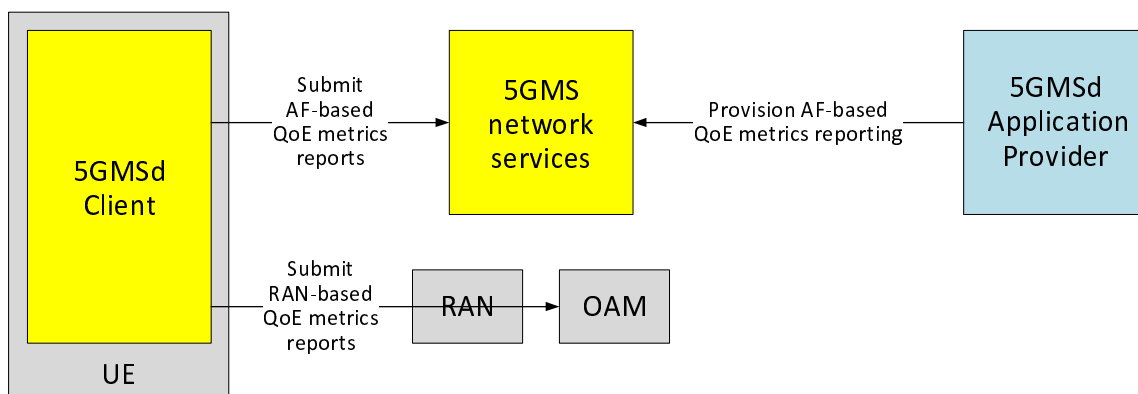 5GMSd
Client
UE
Submit
AF-based
QoE metrics
reports
5GMS
network
services
Provision AF-based
QoE metrics reporting
5GMSd
Application
Provider
Submit
RAN-based
QoE metrics
reports
RAN
OAM